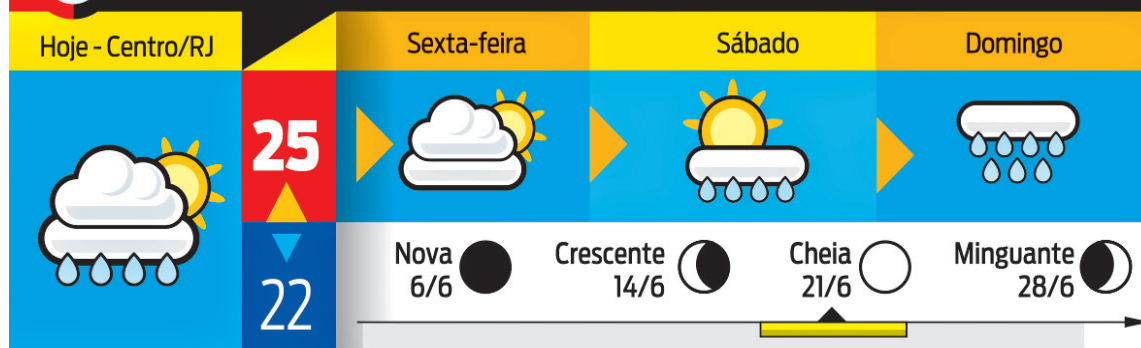 Hoje - Centro/RJ
Sexta-feira
Sábado
Domingo
25
22
Nova
6/6
Crescente
14/6
Cheia
21/6
Minguante
28/6